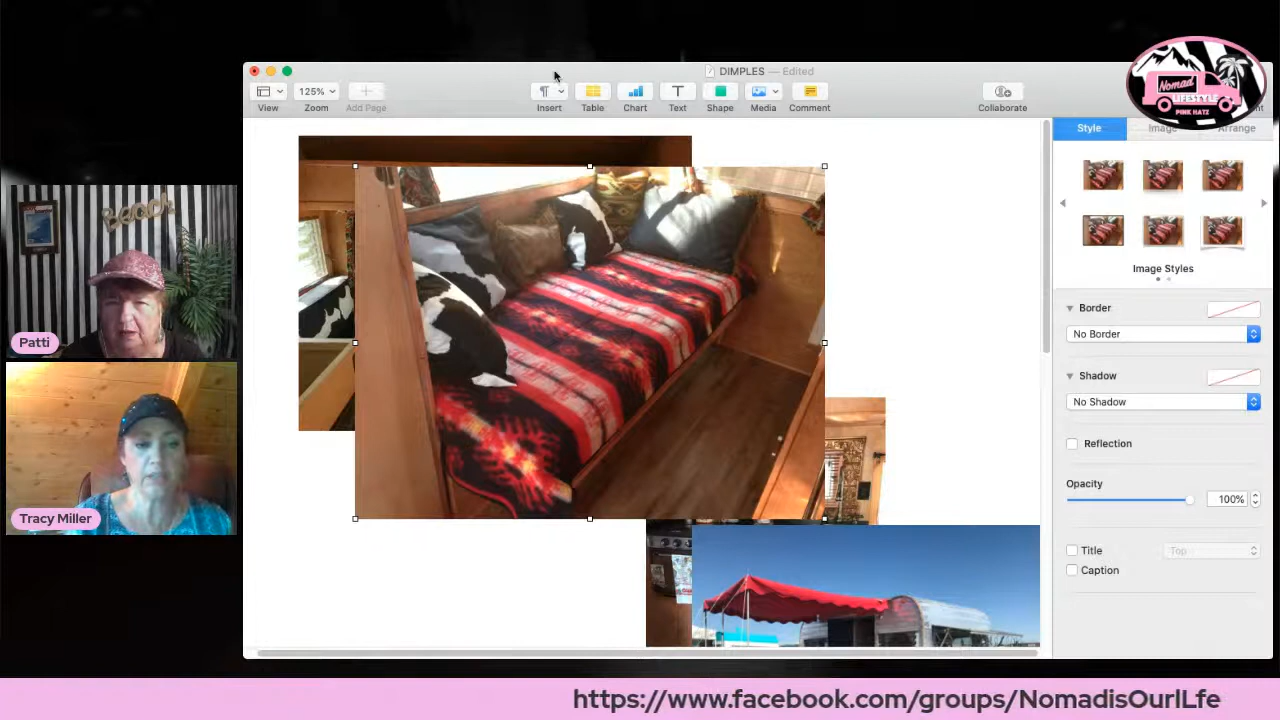 DIMPLES — Edited
125%
View
Zoom
Add Page
Insert
Table
Chart
Text
Shape
Media
Comment
Collaborate
Nomad
LIFESTYLE
PINK HATZ
Style
Image
Arrange
Image Styles
Border
No Border
Shadow
No Shadow
Reflection
Opacity
100%
Title
Top
Caption
BEACH
Patti
Tracy Miller
https://www.facebook.com/groups/NomadisOurlLfe